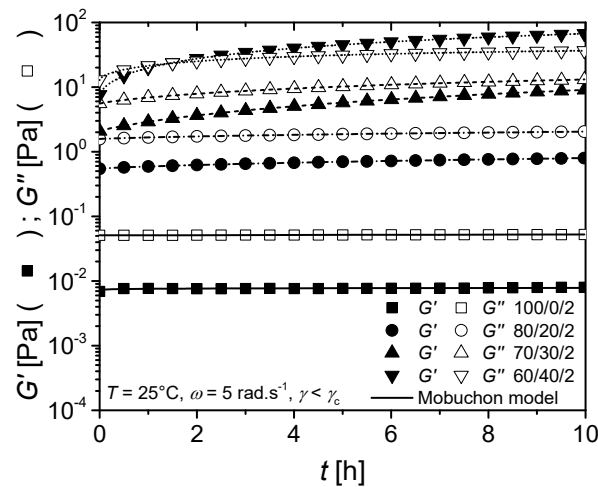 G′ [Pa] ( ■ ) ; G″ [Pa] ( □ )
10²
10¹
10⁰
10⁻¹
10⁻²
10⁻³
10⁻⁴
G′ G″ 100/0/2
G′ G″ 80/20/2
G′ G″ 70/30/2
G′ G″ 60/40/2
T = 25°C, ω = 5 rad.s⁻¹, γ < γc
Mobuchon model
0 2 4 6 8 10
t [h]